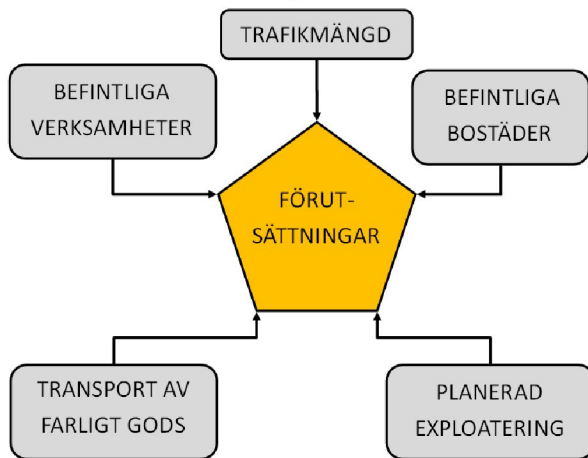 TRAFIKMÄNGD
BEFINTLIGA
VERKSAMHETER
BEFINTLIGA
BOSTÄDER
FÖRUT-
SÄTTNINGAR
TRANSPORT AV
FARLIGT GODS
PLANERAD
EXPLOATERING